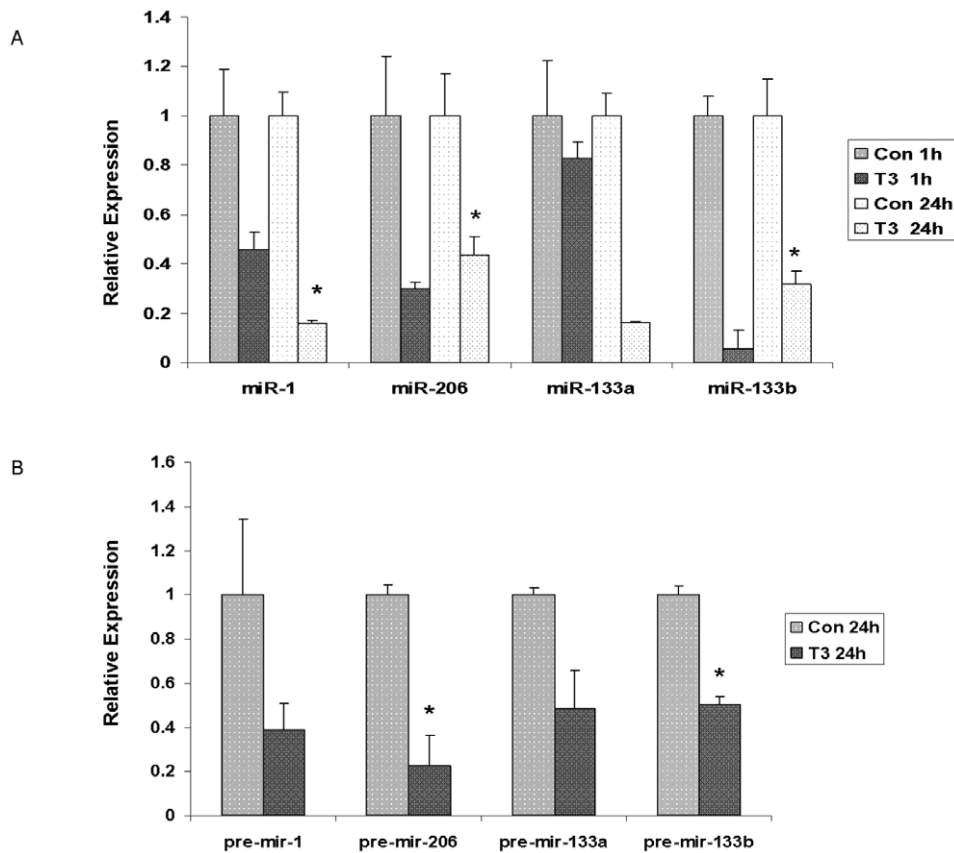 A
1.4
1.2
1
0.8
0.6
0.4
0.2
0
Relative Expression
*
*
*
miR-1 miR-206 miR-133a miR-133b
Con 1h
T3 1h
Con 24h
T3 24h
B
1.6
1.4
1.2
1
0.8
0.6
0.4
0.2
0
Relative Expression
*
*
pre-mir-1 pre-mir-206 pre-mir-133a pre-mir-133b
Con 24h
T3 24h